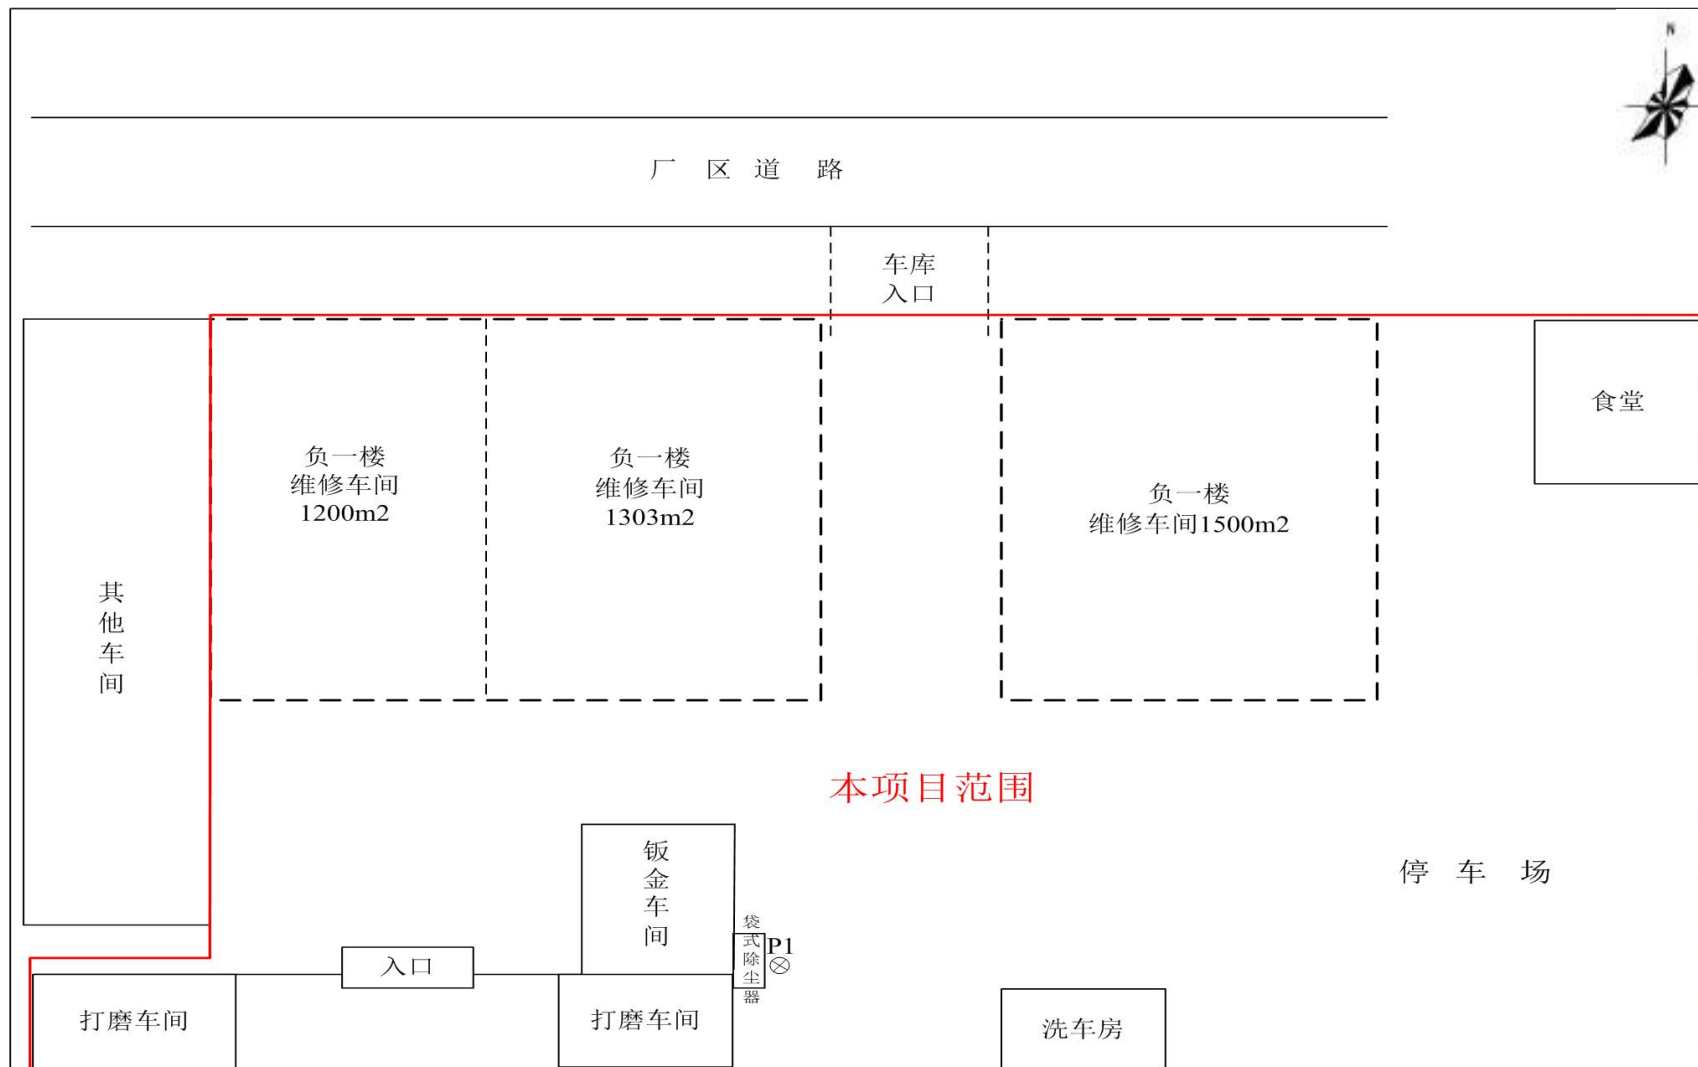 N
厂 区 道 路
车库
入口
食堂
负一楼
维修车间
1200m2
负一楼
维修车间
1303m2
负一楼
维修车间1500m2
其
他
车
间
本项目范围
钣
金
车
间
停 车 场
袋
式
除
尘
器
P1
入口
打磨车间
打磨车间
洗车房